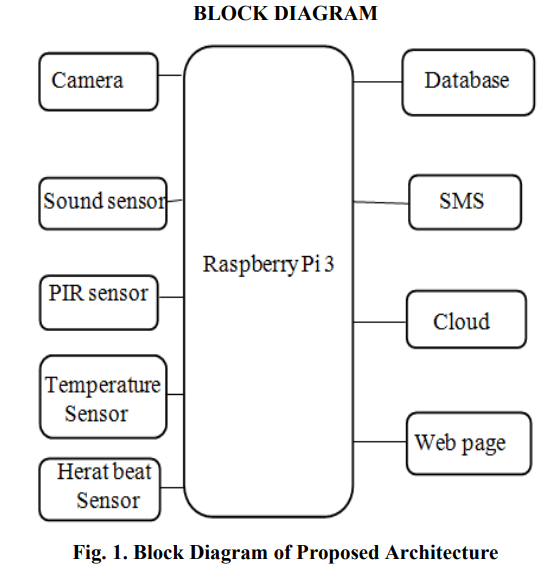 BLOCK DIAGRAM
Camera
Sound sensor
PIR sensor
Temperature
Sensor
Herat beat
Sensor
Raspberry Pi 3
Database
SMS
Cloud
Web page
Fig. 1. Block Diagram of Proposed Architecture